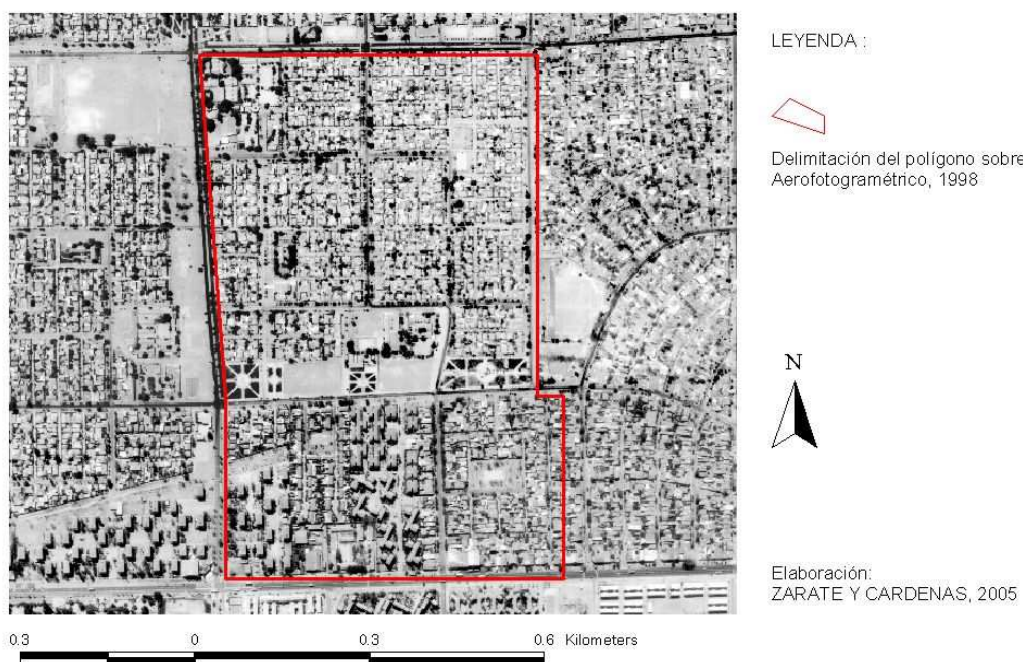 LEYENDA :
Delimitación del polígono sobre
Aerofotogramétrico, 1998
N
Elaboración:
ZARATE Y CARDENAS, 2005
0.3 0 0.3 0.6 Kilometers